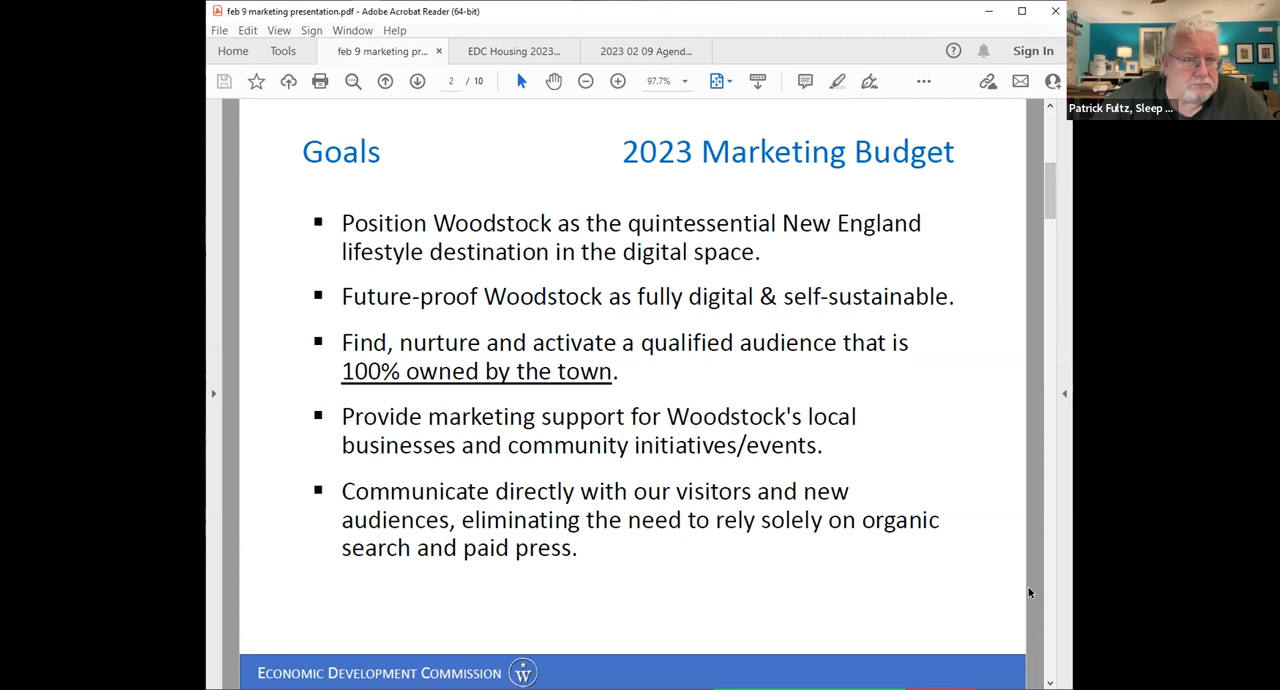 feb 9 marketing presentation.pdf - Adobe Acrobat Reader (64-bit)
File Edit View Sign Window Help
Home Tools feb 9 marketing pr... × EDC Housing 2023... 2023 02 09 Agend... Sign In
2 / 10 97.7%
Patrick Fultz, Sleep ...
Goals 2023 Marketing Budget
▪ Position Woodstock as the quintessential New England
lifestyle destination in the digital space.
▪ Future-proof Woodstock as fully digital & self-sustainable.
▪ Find, nurture and activate a qualified audience that is
100% owned by the town.
▪ Provide marketing support for Woodstock's local
businesses and community initiatives/events.
▪ Communicate directly with our visitors and new
audiences, eliminating the need to rely solely on organic
search and paid press.
ECONOMIC DEVELOPMENT COMMISSION W